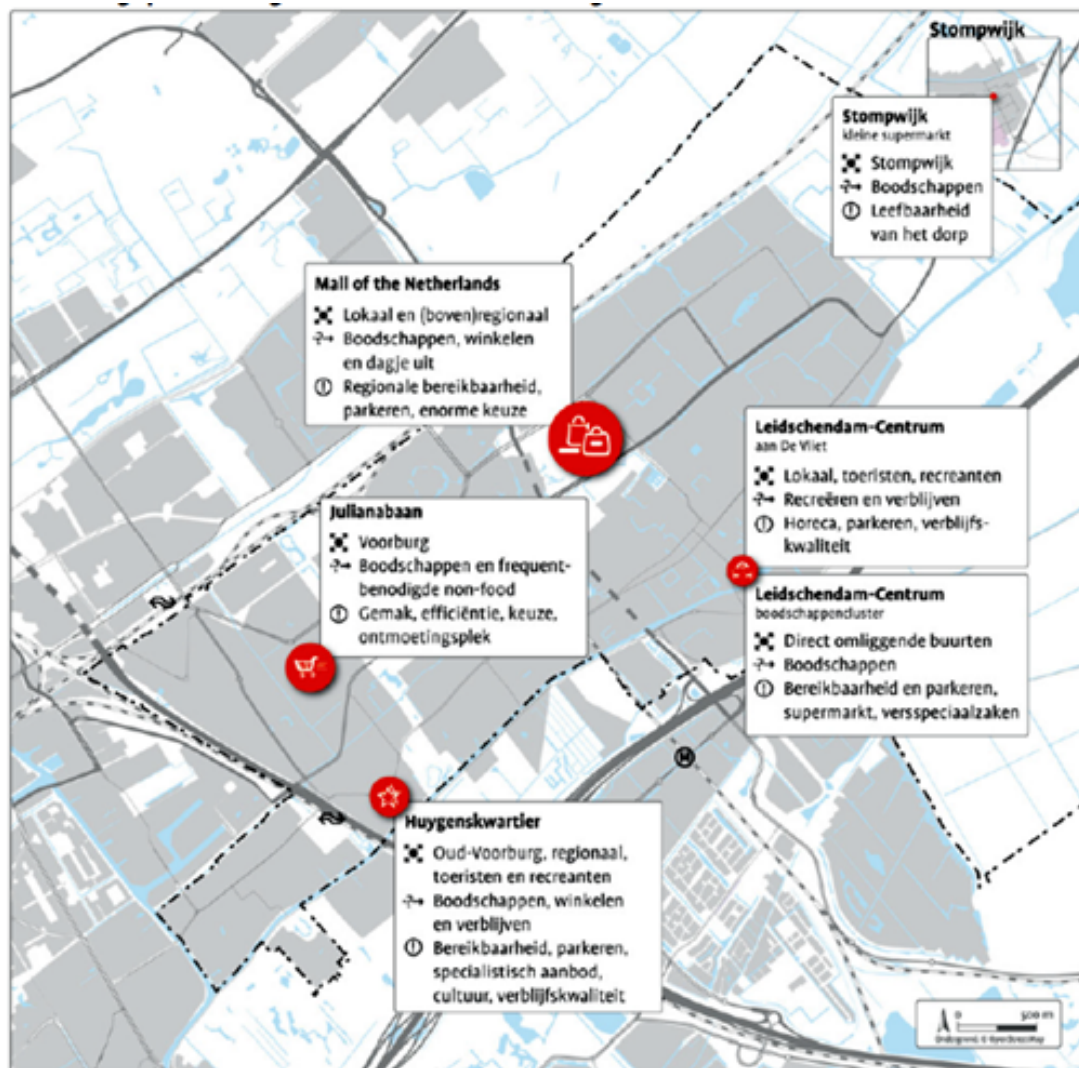 Stompwijk
Stompwijk
kleine supermarkt
Stompwijk
Boodschappen
Leefbaarheid
van het dorp
Mall of the Netherlands
Lokaal en (boven)regionaal
Boodschappen, winkelen
en dagje uit
Regionale bereikbaarheid,
parkeren, enorme keuze
Leidschendam-Centrum
aan De Vliet
Lokaal, toeristen, recreanten
Recreëren en verblijven
Horeca, parkeren, verblijfs-
kwaliteit
Julianabaan
Voorburg
Boodschappen en frequent-
benodigde non-food
Gemak, efficiëntie, keuze,
ontmoetingsplek
Leidschendam-Centrum
boodschappencluster
Direct omliggende buurten
Boodschappen
Bereikbaarheid en parkeren,
supermarkt, versspeciaalzaken
Huygenskwartier
Oud-Voorburg, regionaal,
toeristen en recreanten
Boodschappen, winkelen
en verblijven
Bereikbaarheid, parkeren,
specialistisch aanbod,
cultuur, verblijfskwaliteit
0 500 m